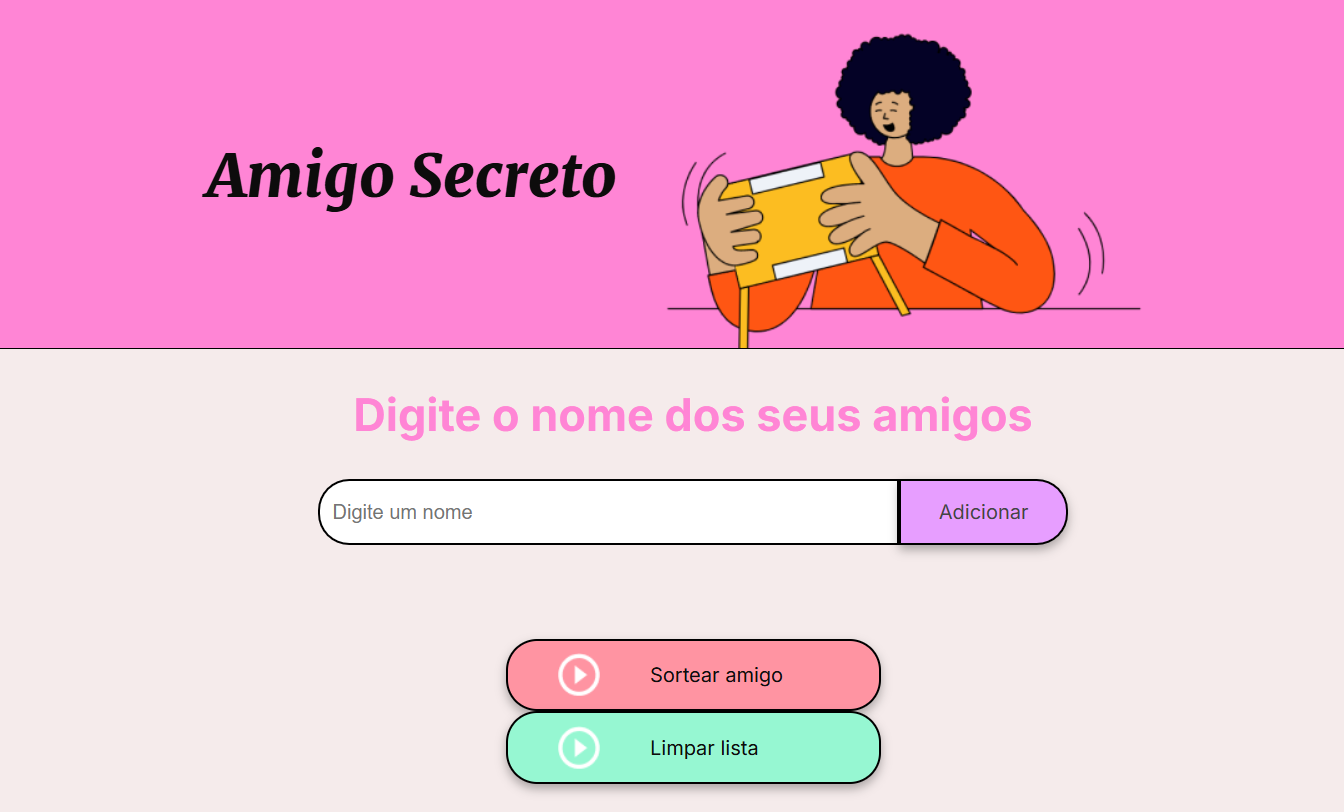 Amigo Secreto
Digite o nome dos seus amigos
Digite um nome
Adicionar
Sortear amigo
Limpar lista